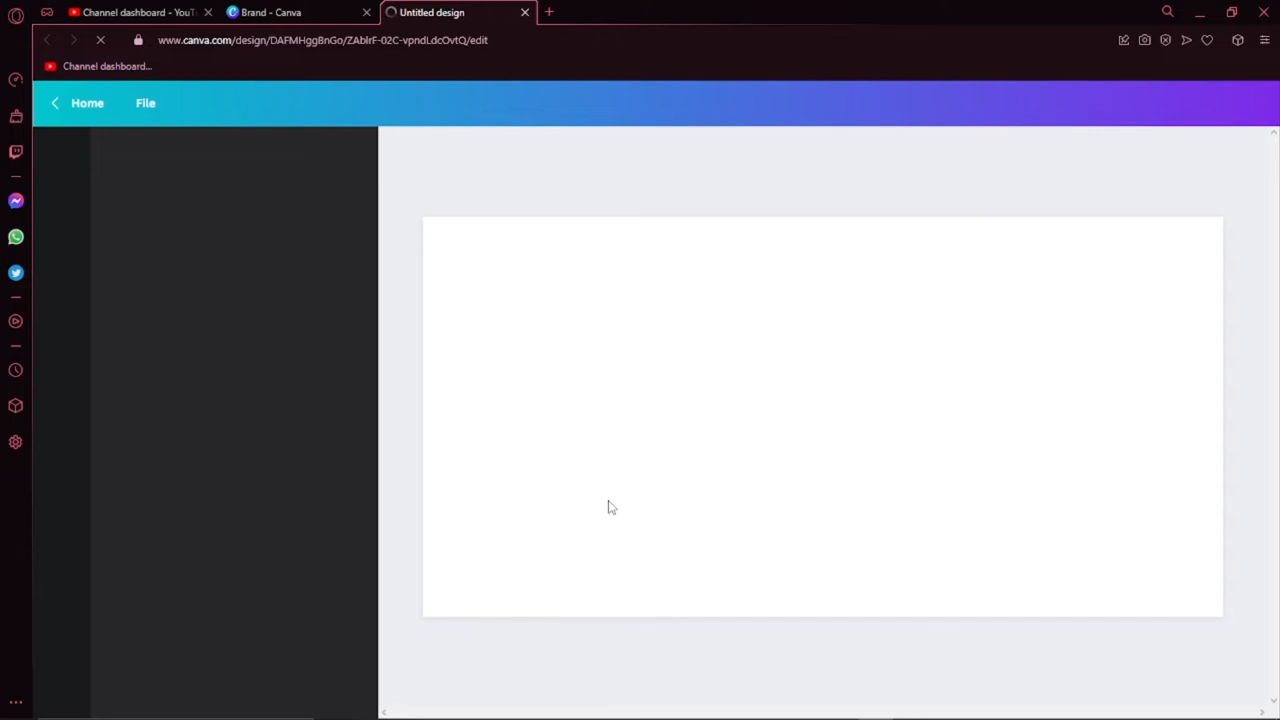 Channel dashboard - YouT
Brand - Canva
Untitled design
www.canva.com/design/DAFMHggBnGo/ZAblrF-02C-vpndLdcOvtQ/edit
Channel dashboard...
Home
File